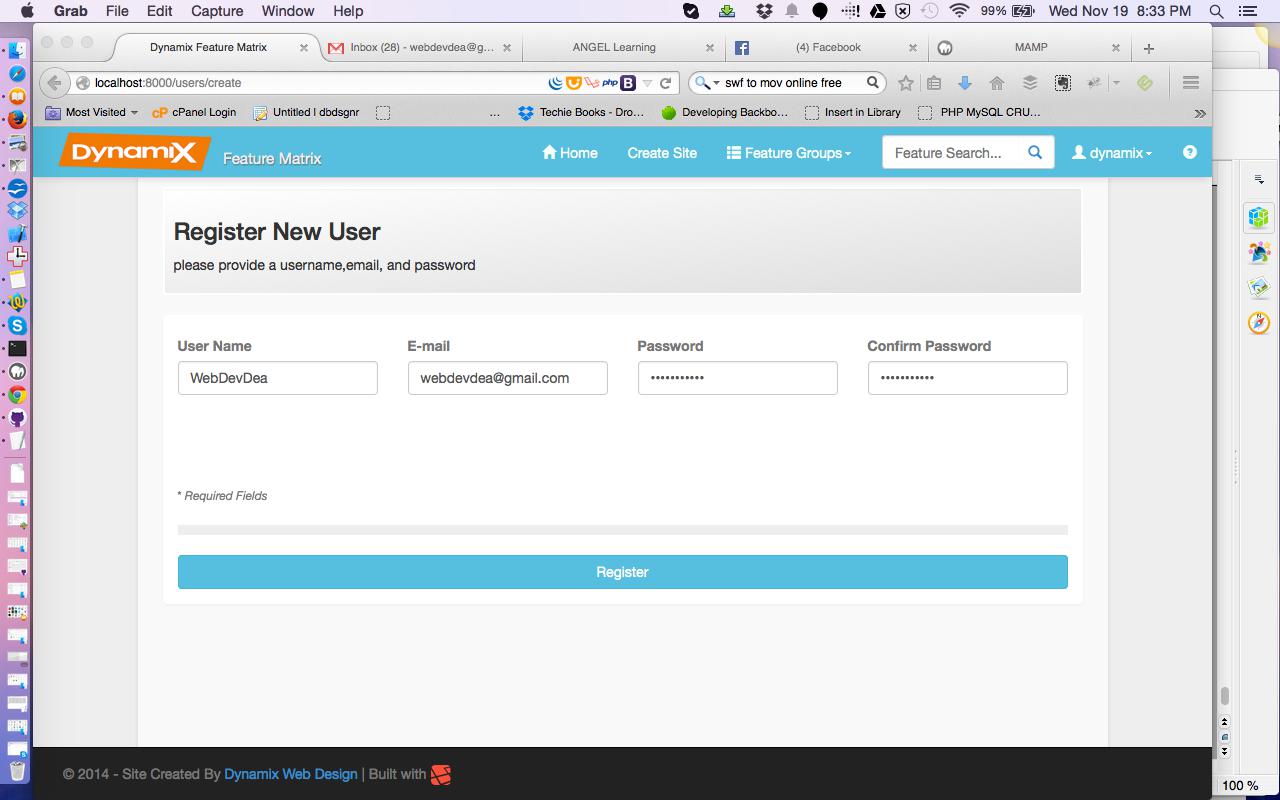 Grab File Edit Capture Window Help 99% Wed Nov 19 8:33 PM
Dynamix Feature Matrix Inbox (28) - webdevdea@g... ANGEL Learning (4) Facebook MAMP
localhost:8000/users/create php B swf to mov online free
Most Visited cP cPanel Login Untitled | dbdsgnr ... Techie Books - Dro... Developing Backbo... Insert in Library PHP MySQL CRU... »
DynamiX Feature Matrix Home Create Site Feature Groups Feature Search... dynamix ?
Register New User
please provide a username,email, and password
User Name E-mail Password Confirm Password
WebDevDea webdevdea@gmail.com ••••••••••• •••••••••••
* Required Fields
Register
© 2014 - Site Created By Dynamix Web Design | Built with
100 %